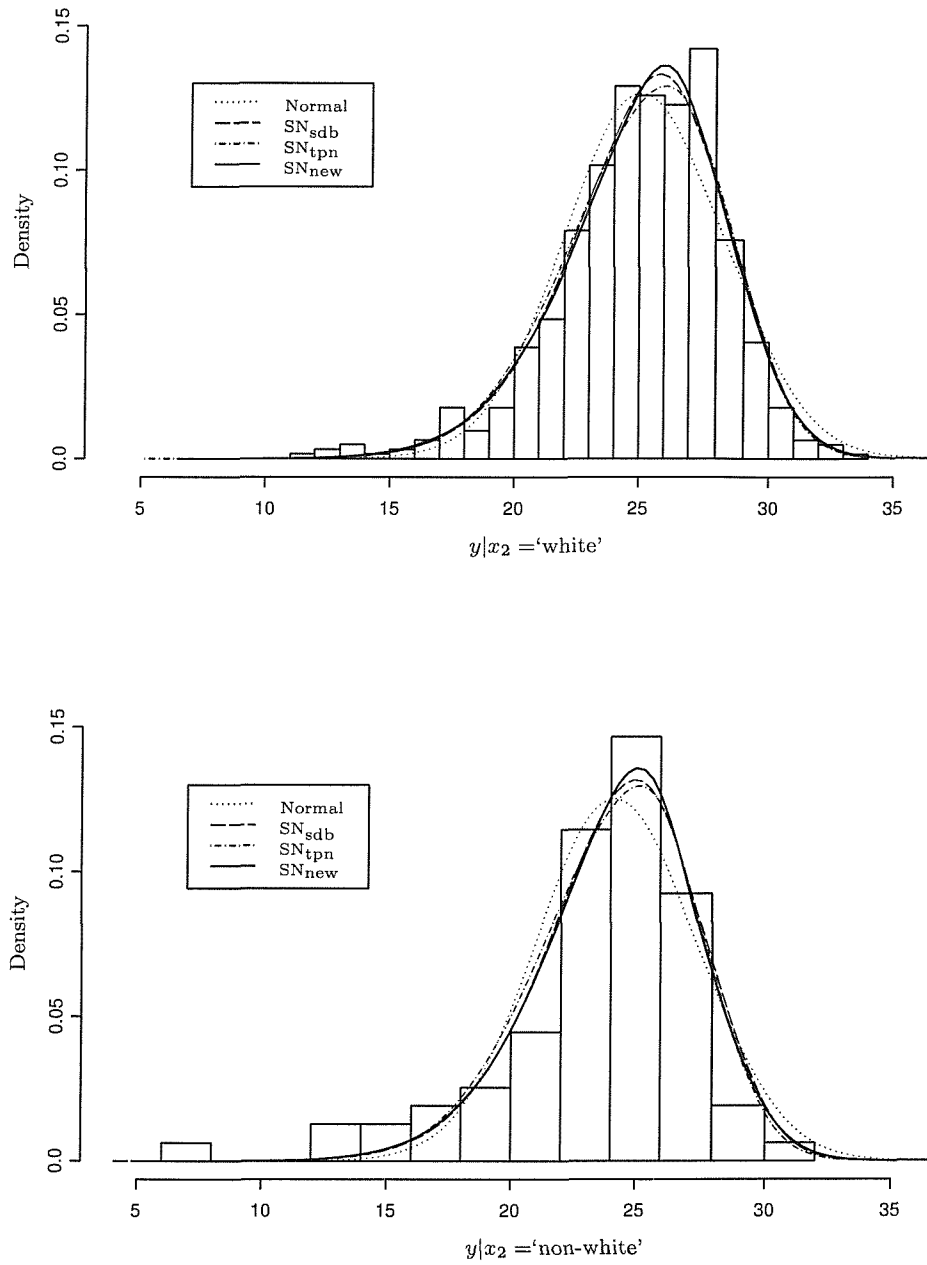 0.15
0.10
0.05
0.0
Density
Normal
SNsdb
SNtpn
SNnew
5 10 15 20 25 30 35
y|x2 =‘white’
0.15
0.10
0.05
0.0
Density
Normal
SNsdb
SNtpn
SNnew
5 10 15 20 25 30 35
y|x2 =‘non-white’